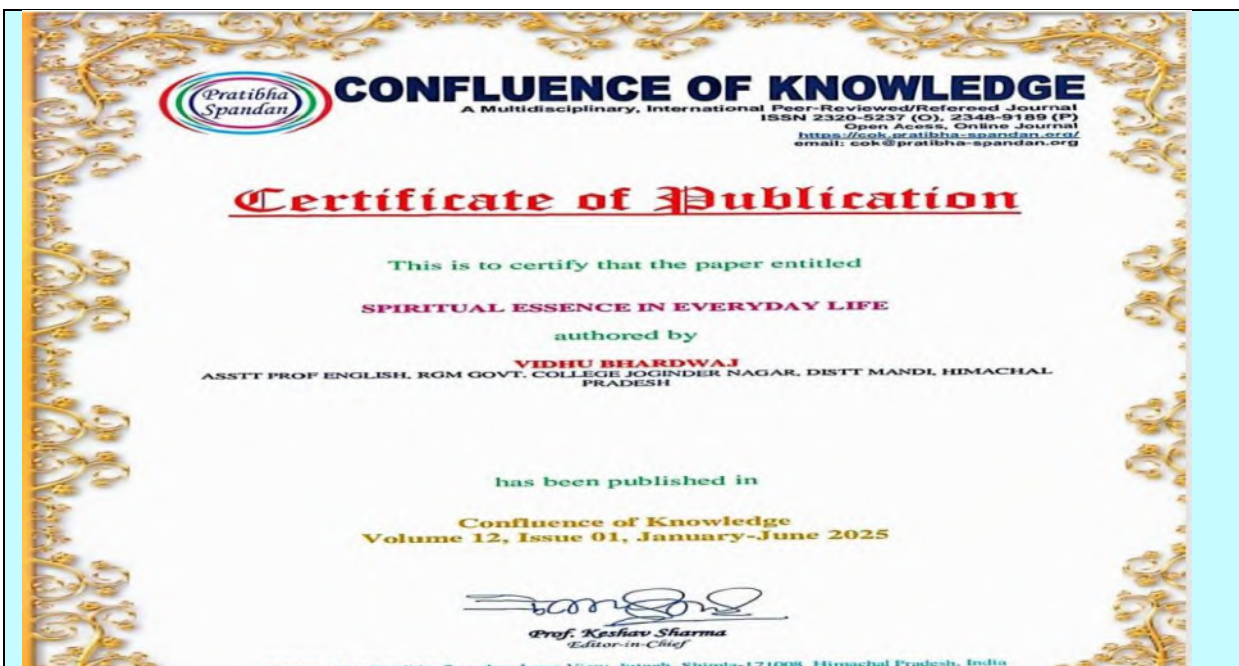 Pratibha
Spandan
CONFLUENCE OF KNOWLEDGE
A Multidisciplinary, International Peer-Reviewed/Refereed Journal
ISSN 2320-5237 (O), 2348-9189 (P)
Open Acess, Online Journal
https://cok.pratibha-spandan.org/
email: cok@pratibha-spandan.org
Certificate of Publication
This is to certify that the paper entitled
SPIRITUAL ESSENCE IN EVERYDAY LIFE
authored by
VIDHU BHARDWAJ
ASSTT PROF ENGLISH, RGM GOVT. COLLEGE JOGINDER NAGAR, DISTT MANDI, HIMACHAL
PRADESH
has been published in
Confluence of Knowledge
Volume 12, Issue 01, January-June 2025
Prof. Keshav Sharma
Editor-in-Chief
Shimla-171008, Himachal Pradesh, India